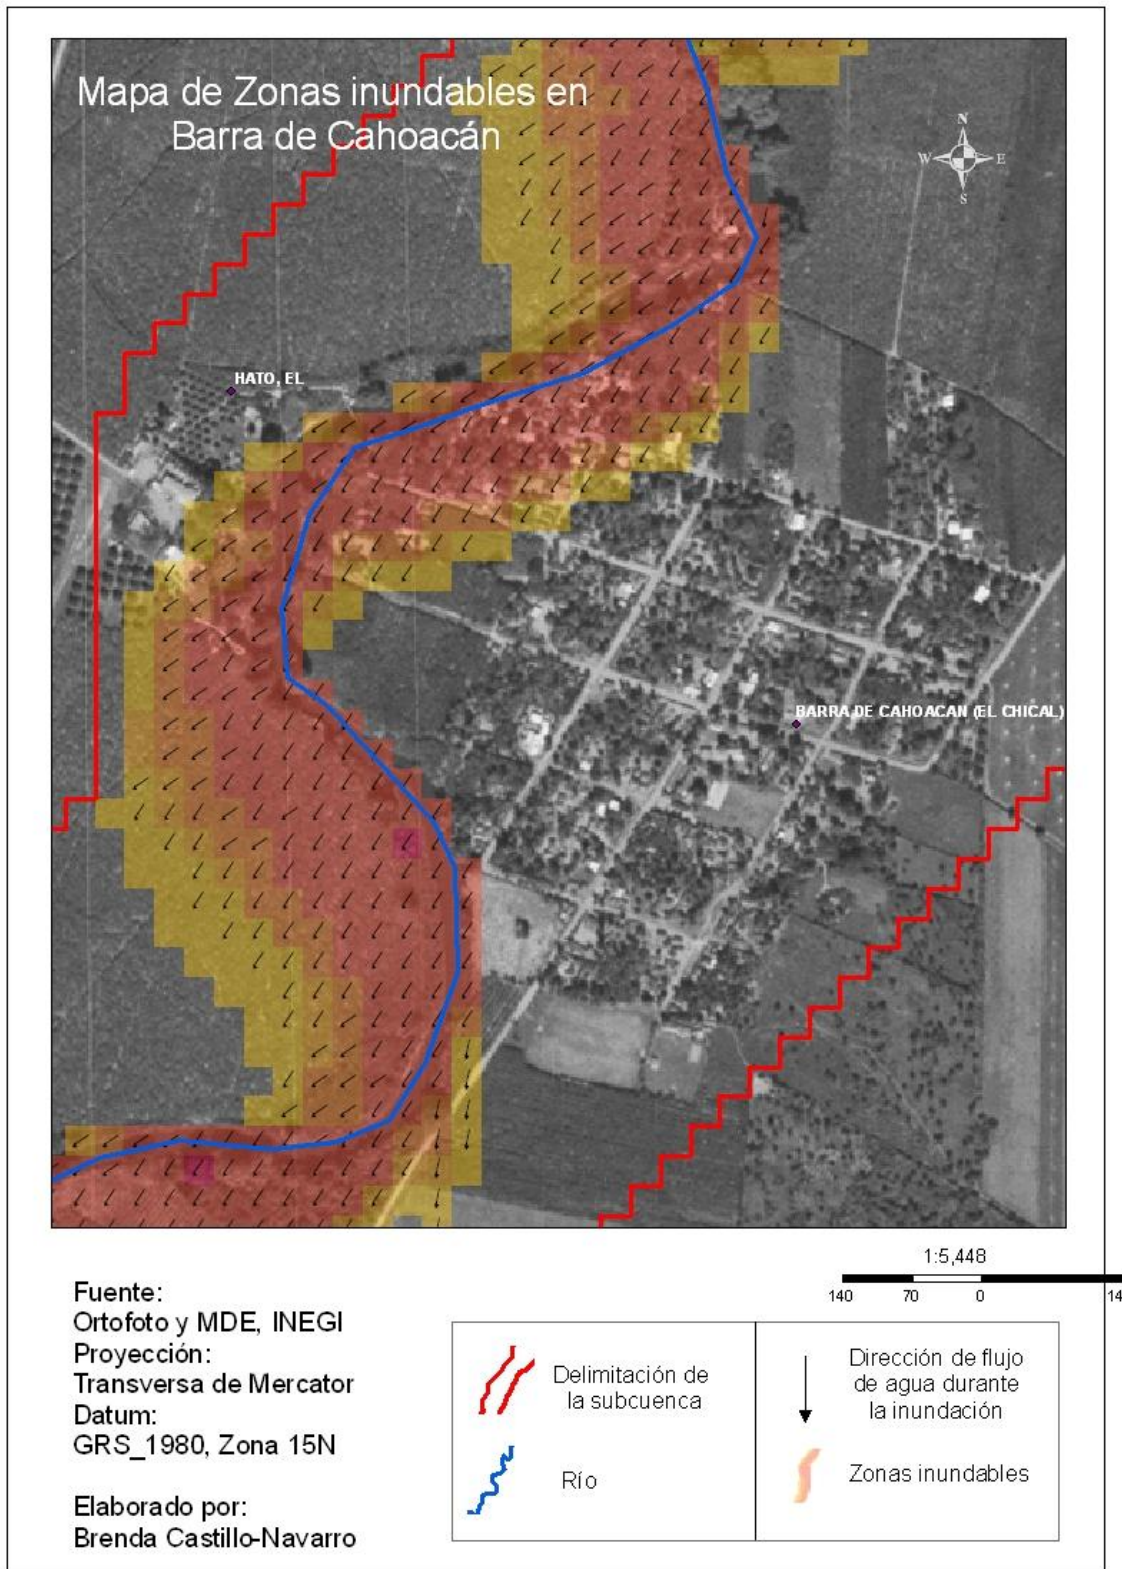 Mapa de Zonas inundables en
Barra de Cahoacán
N
W
E
S
HATO, EL
BARRA DE CAHOACAN (EL CHICAL)
1:5,448
140 70 0 14
Fuente:
Ortofoto y MDE, INEGI
Proyección:
Transversa de Mercator
Datum:
GRS_1980, Zona 15N
Elaborado por:
Brenda Castillo-Navarro
Delimitación de
la subcuenca
Río
Dirección de flujo
de agua durante
la inundación
Zonas inundables